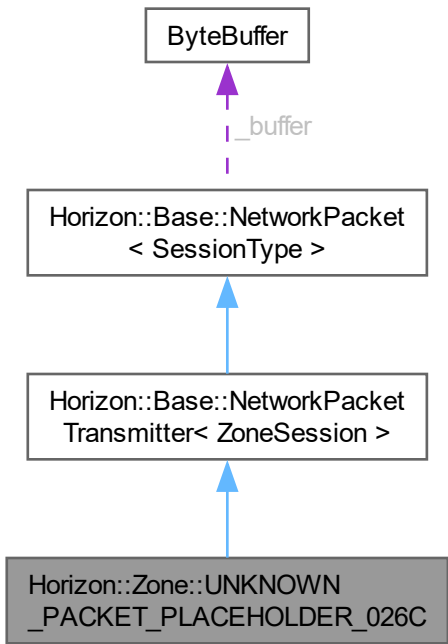 ByteBuffer
_buffer
Horizon::Base::NetworkPacket
< SessionType >
Horizon::Base::NetworkPacket
Transmitter< ZoneSession >
Horizon::Zone::UNKNOWN
_PACKET_PLACEHOLDER_026C